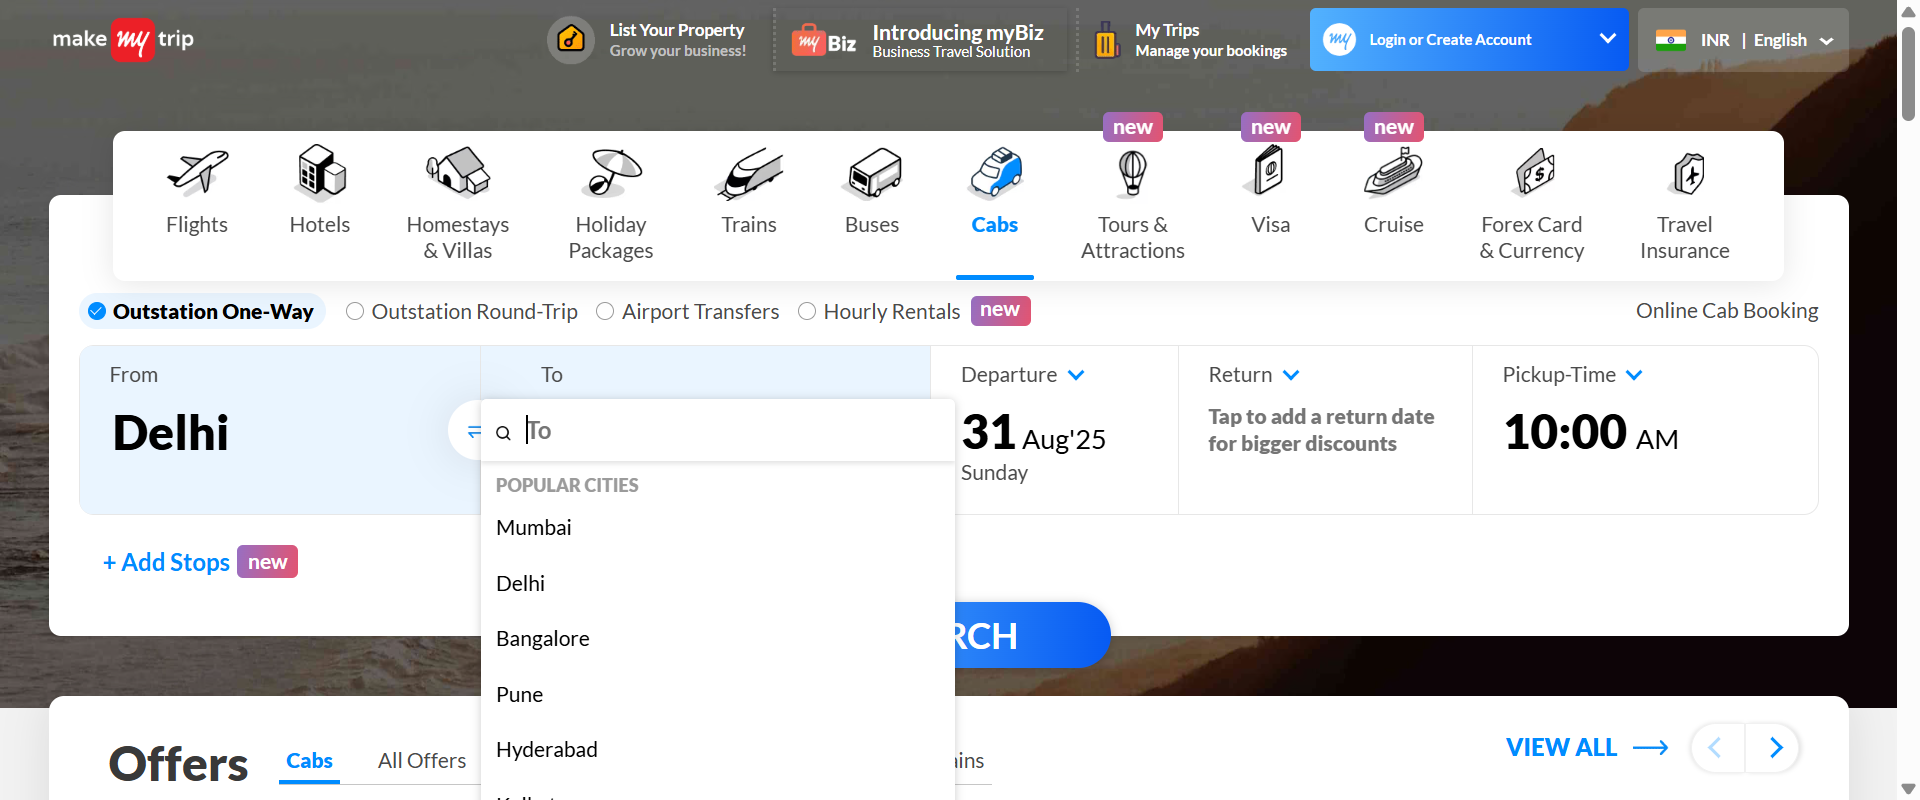 make my trip
List Your Property
Grow your business!
my Biz
Introducing myBiz
Business Travel Solution
My Trips
Manage your bookings
my
Login or Create Account
INR | English
new
new
new
Flights
Hotels
Homestays
& Villas
Holiday
Packages
Trains
Buses
Cabs
Tours &
Attractions
Visa
Cruise
Forex Card
& Currency
Travel
Insurance
Outstation One-Way
Outstation Round-Trip
Airport Transfers
Hourly Rentals
new
Online Cab Booking
From
Delhi
To
To
Departure
31 Aug'25
Sunday
Return
Tap to add a return date
for bigger discounts
Pickup-Time
10:00 AM
POPULAR CITIES
Mumbai
Delhi
Bangalore
Pune
Hyderabad
+ Add Stops
new
RCH
Offers
Cabs
All Offers
ains
VIEW ALL